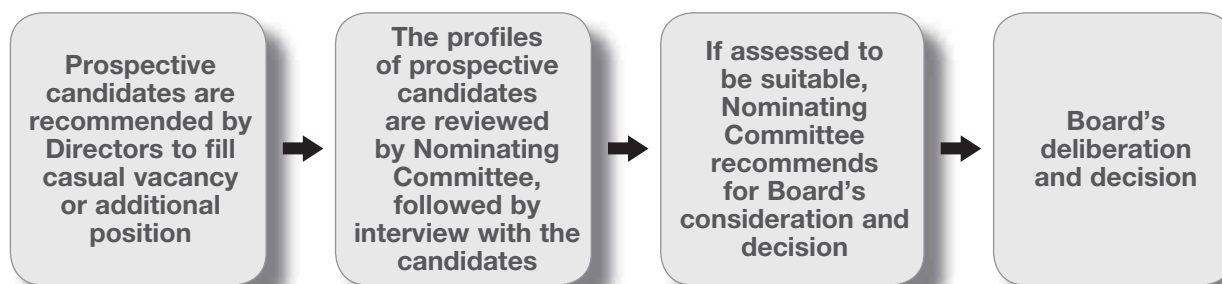 Prospective
candidates are
recommended by
Directors to fill
casual vacancy
or additional
position
The profiles
of prospective
candidates
are reviewed
by Nominating
Committee,
followed by
interview with the
candidates
If assessed to
be suitable,
Nominating
Committee
recommends
for Board’s
consideration and
decision
Board’s
deliberation
and decision